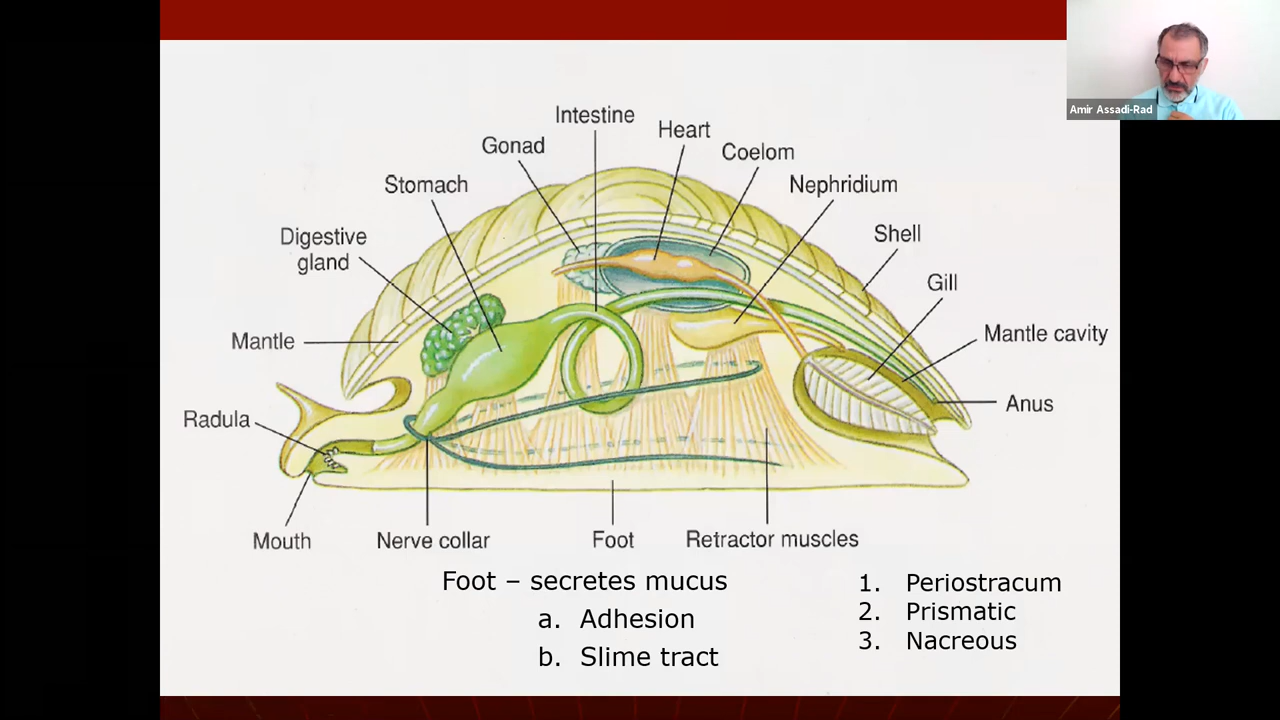 Amir Assadi-Rad
Intestine
Heart
Gonad
Coelom
Stomach
Nephridium
Digestive
gland
Shell
Gill
Mantle
Mantle cavity
Radula
Anus
Mouth
Nerve collar
Foot
Retractor muscles
Foot – secretes mucus
a. Adhesion
b. Slime tract
1. Periostracum
2. Prismatic
3. Nacreous